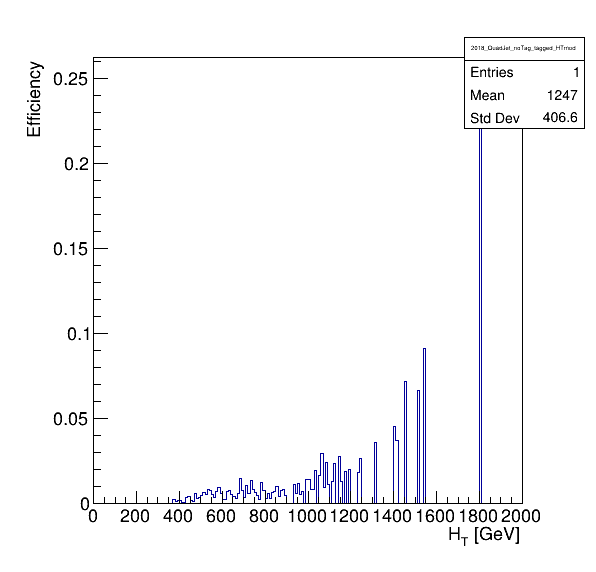 2018_QuadJet_noTag_tagged_HTmod
Entries 1
Mean 1247
Std Dev 406.6
Efficiency
0.25
0.2
0.15
0.1
0.05
0
0 200 400 600 800 1000 1200 1400 1600 1800 2000
H_T [GeV]